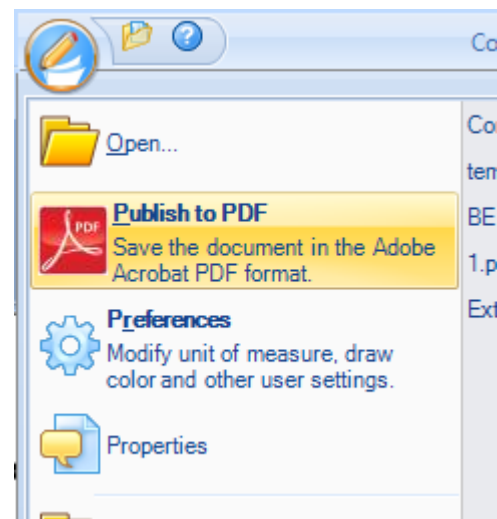 Co
Open...
Co
tem
PDF
Publish to PDF
BE
Save the document in the Adobe
Acrobat PDF format.
1.p
Preferences
Ext
Modify unit of measure, draw
color and other user settings.
Properties